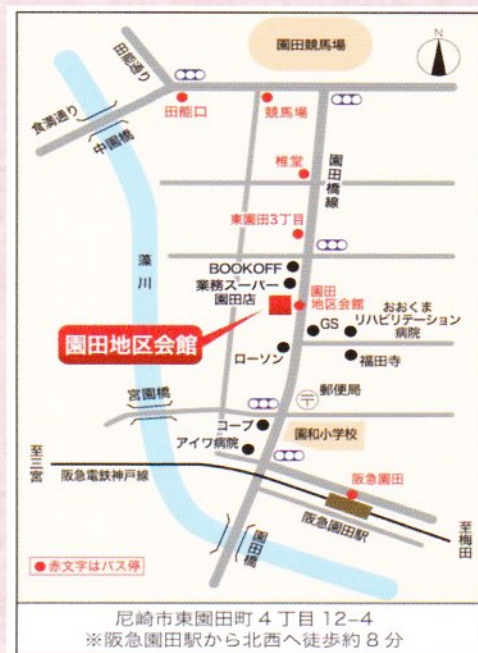 園田競馬場
N
田能通り
食満通り
中園橋
田能口
競馬場
椎堂
園田橋線
東園田3丁目
藻川
BOOKOFF
業務スーパー
園田店
園田
地区会館
おおくま
リハビリテーション
病院
GS
園田地区会館
ローソン
福田寺
宮園橋
郵便局
コープ
アイワ病院
園和小学校
至三宮
阪急電鉄神戸線
阪急園田
阪急園田駅
至梅田
園田橋
●赤文字はバス停
尼崎市東園田町4丁目12−4
※阪急園田駅から北西へ徒歩約8分